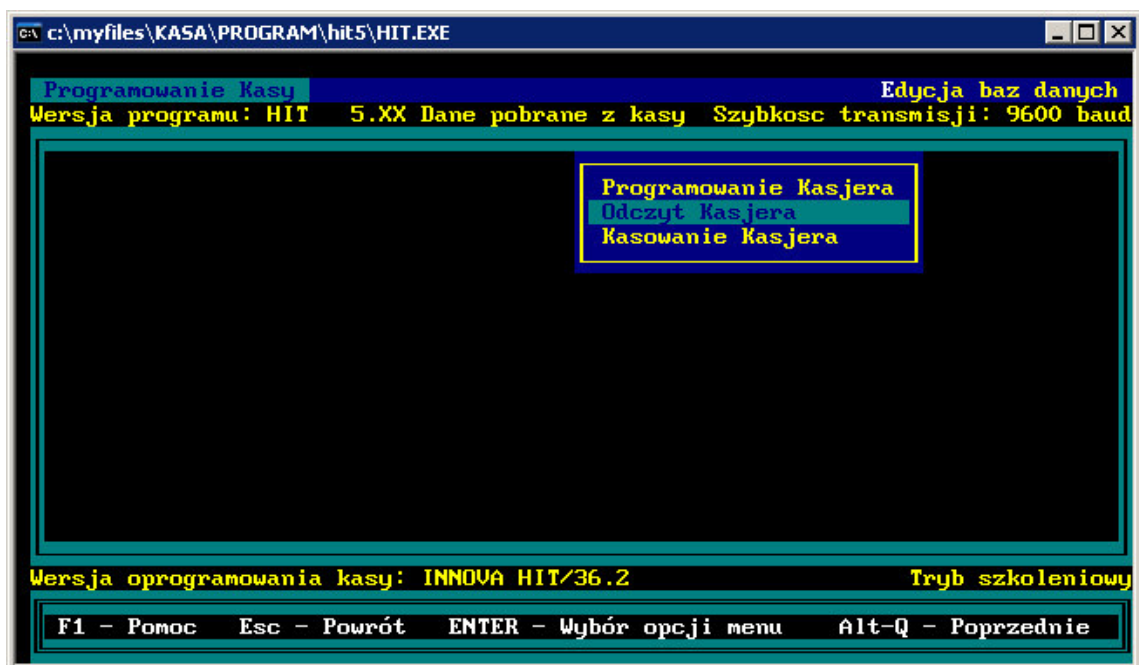 c:\myfiles\KASA\PROGRAM\hit5\HIT.EXE
Programowanie Kasy Edycja baz danych
Wersja programu: HIT 5.XX Dane pobrane z kasy Szybkosc transmisji: 9600 baud
Programowanie Kasjera
Odczyt Kasjera
Kasowanie Kasjera
Wersja oprogramowania kasy: INNOVA HIT/36.2 Tryb szkoleniowy
F1 - Pomoc Esc - Powrót ENTER - Wybór opcji menu Alt-Q - Poprzednie